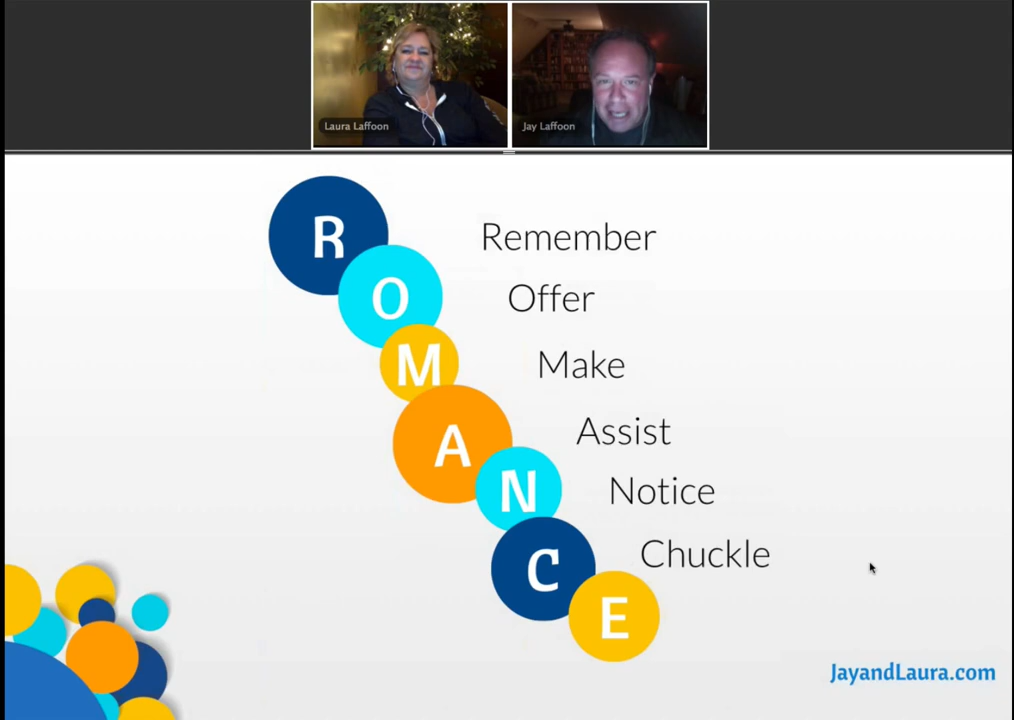 Laura Laffoon
Jay Laffoon
R Remember
O Offer
M Make
A Assist
N Notice
C Chuckle
E
JayandLaura.com